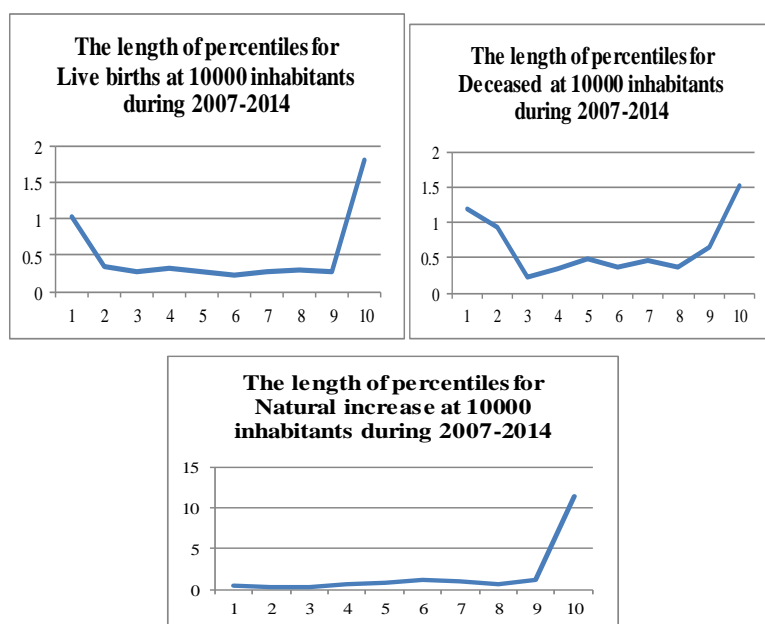 The length of percentiles for
Live births at 10000 inhabitants
during 2007-2014
2
1.5
1
0.5
0
1 2 3 4 5 6 7 8 9 10
The length of percentiles for
Deceased at 10000 inhabitants
during 2007-2014
2
1.5
1
0.5
0
1 2 3 4 5 6 7 8 9 10
The length of percentiles for
Natural increase at 10000
inhabitants during 2007-2014
15
10
5
0
1 2 3 4 5 6 7 8 9 10